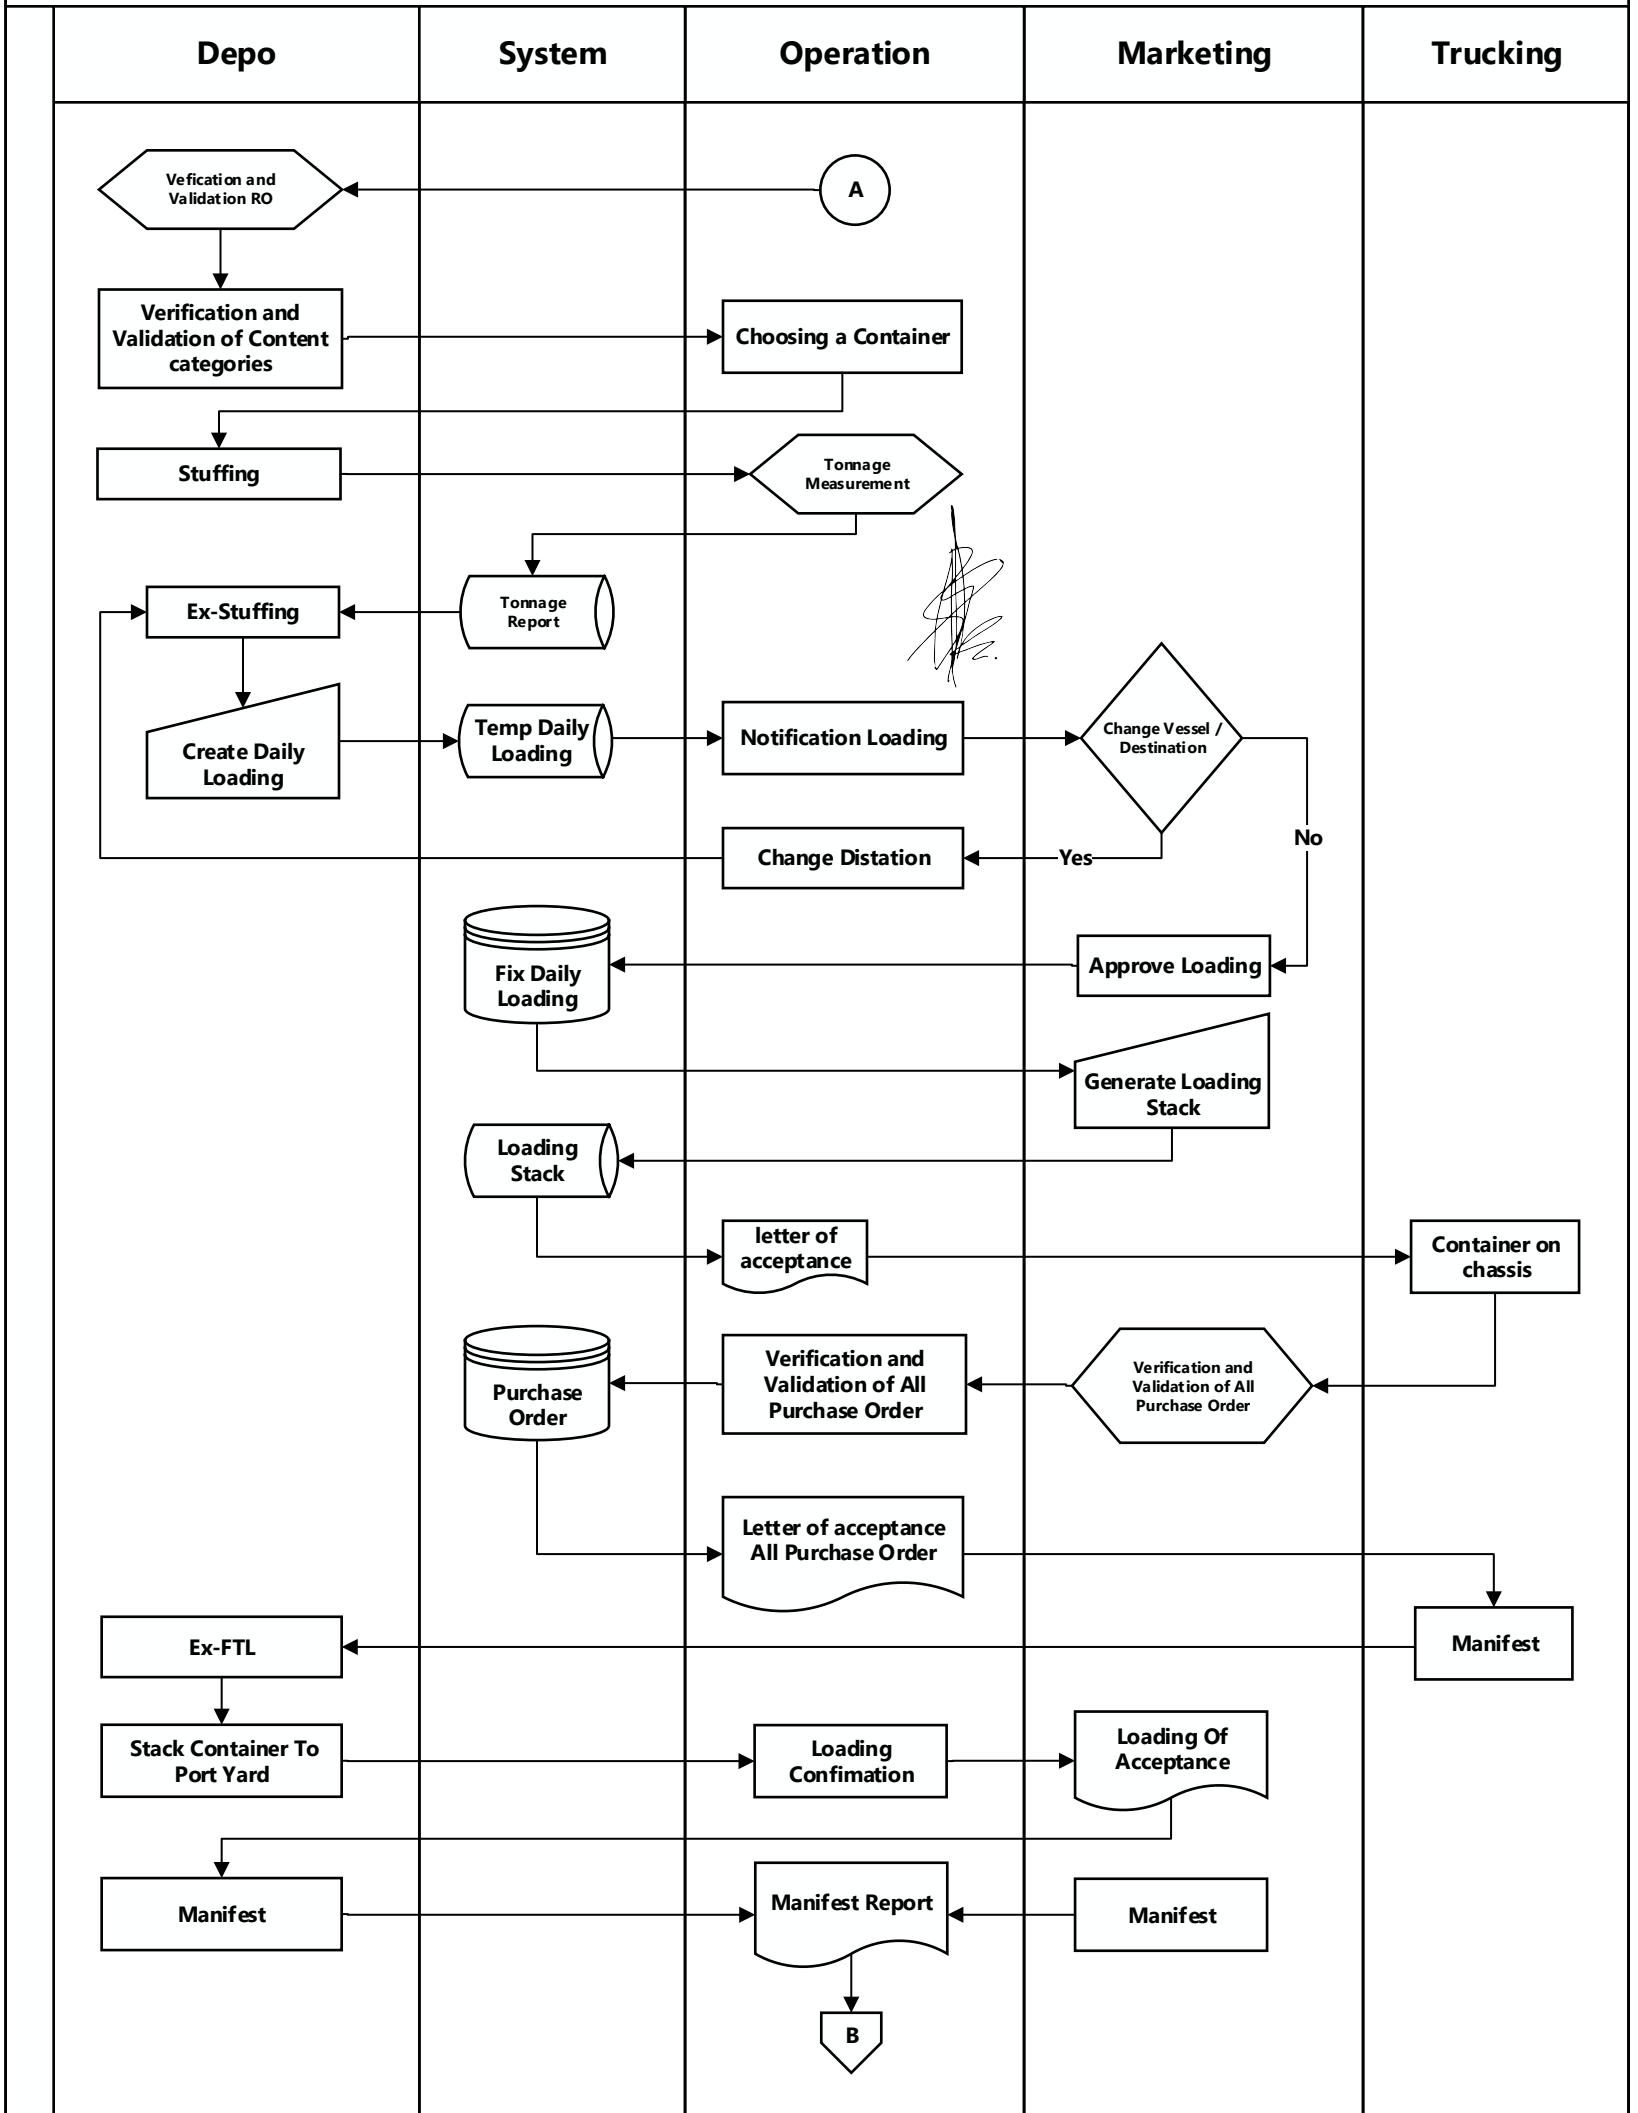 Depo
System
Operation
Marketing
Trucking
Vefication and
Validation RO
A
Verification and
Validation of Content
categories
Choosing a Container
Stuffing
Tonnage
Measurement
Ex-Stuffing
Tonnage
Report
Create Daily
Loading
Temp Daily
Loading
Notification Loading
Change Vessel /
Destination
No
Change Distation
Yes
Fix Daily
Loading
Approve Loading
Generate Loading
Stack
Loading
Stack
letter of
acceptance
Container on
chassis
Purchase
Order
Verification and
Validation of All
Purchase Order
Verification and
Validation of All
Purchase Order
Letter of acceptance
All Purchase Order
Ex-FTL
Manifest
Stack Container To
Port Yard
Loading
Confimation
Loading Of
Acceptance
Manifest
Manifest Report
Manifest
B